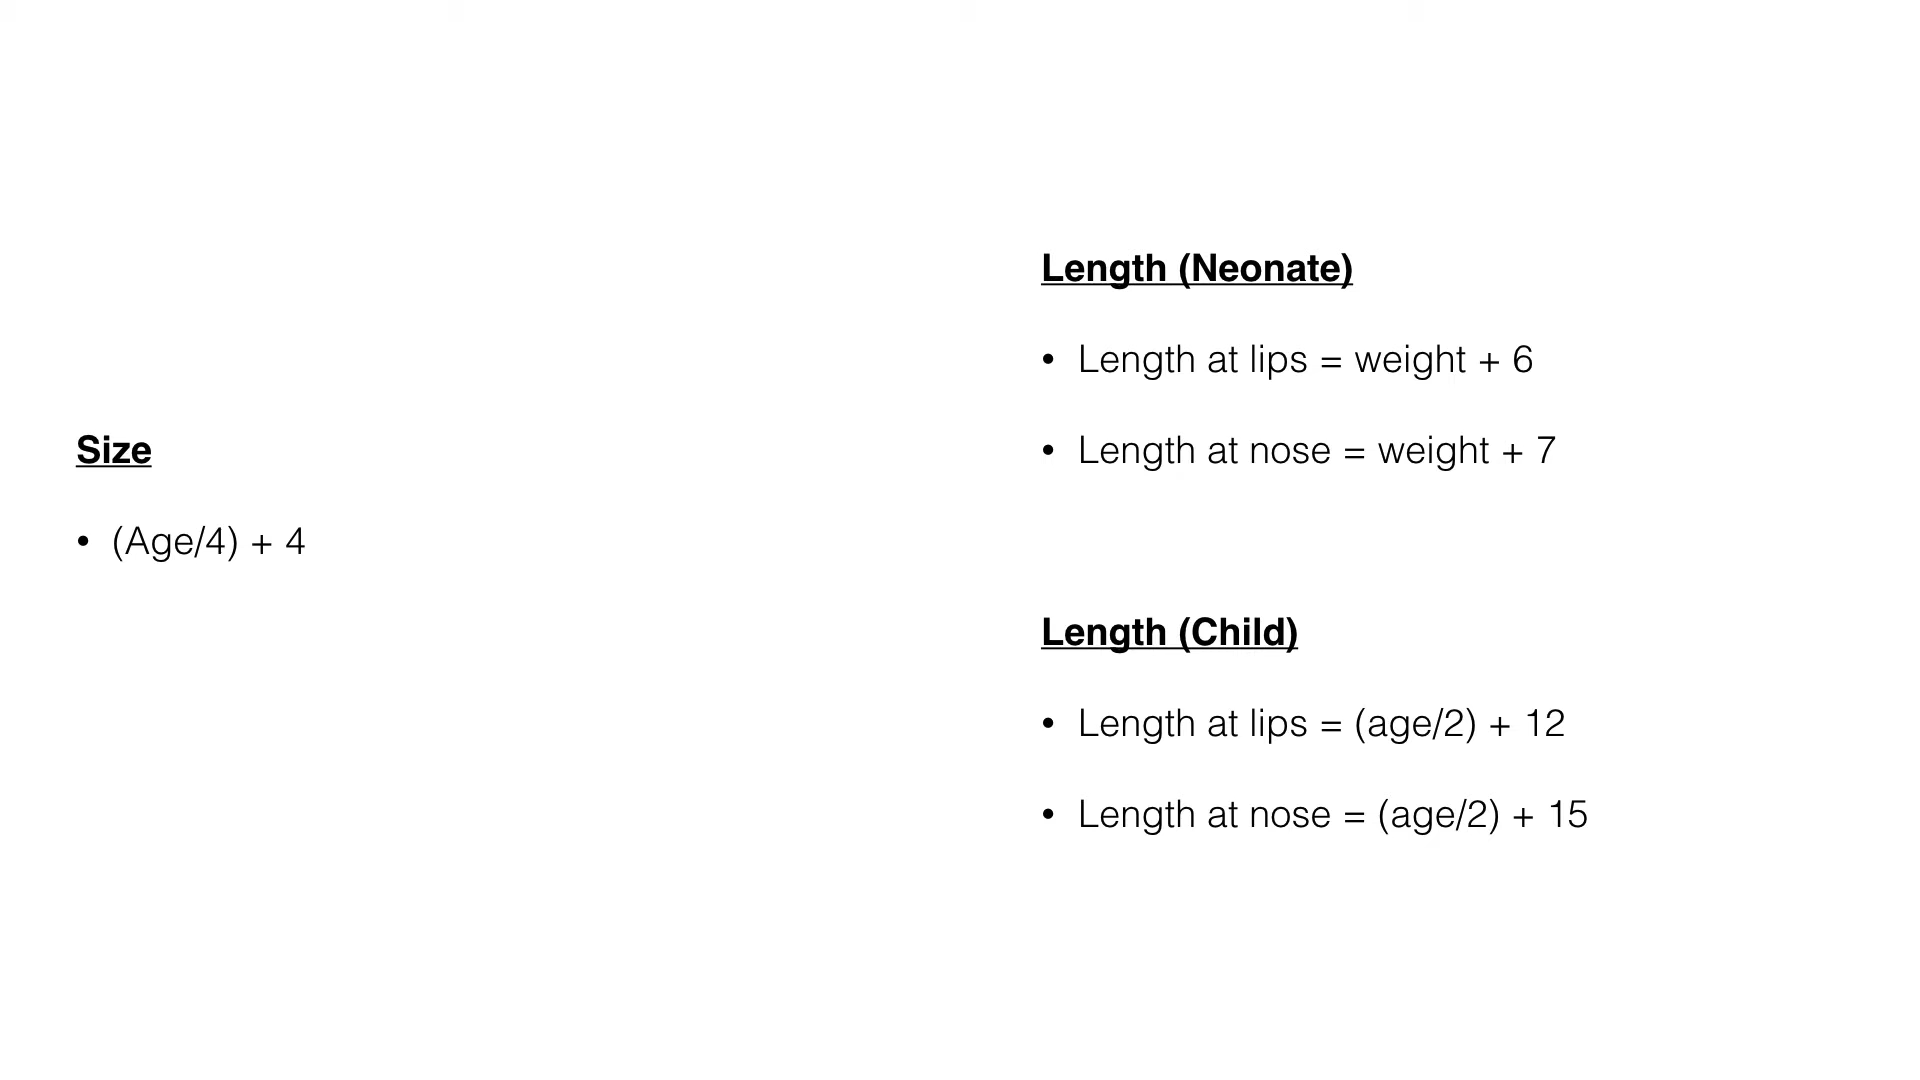 Size
• (Age/4) + 4
Length (Neonate)
• Length at lips = weight + 6
• Length at nose = weight + 7
Length (Child)
• Length at lips = (age/2) + 12
• Length at nose = (age/2) + 15